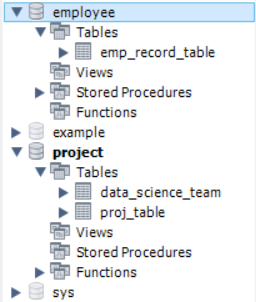 employee
Tables
emp_record_table
Views
Stored Procedures
Functions
example
project
Tables
data_science_team
proj_table
Views
Stored Procedures
Functions
sys